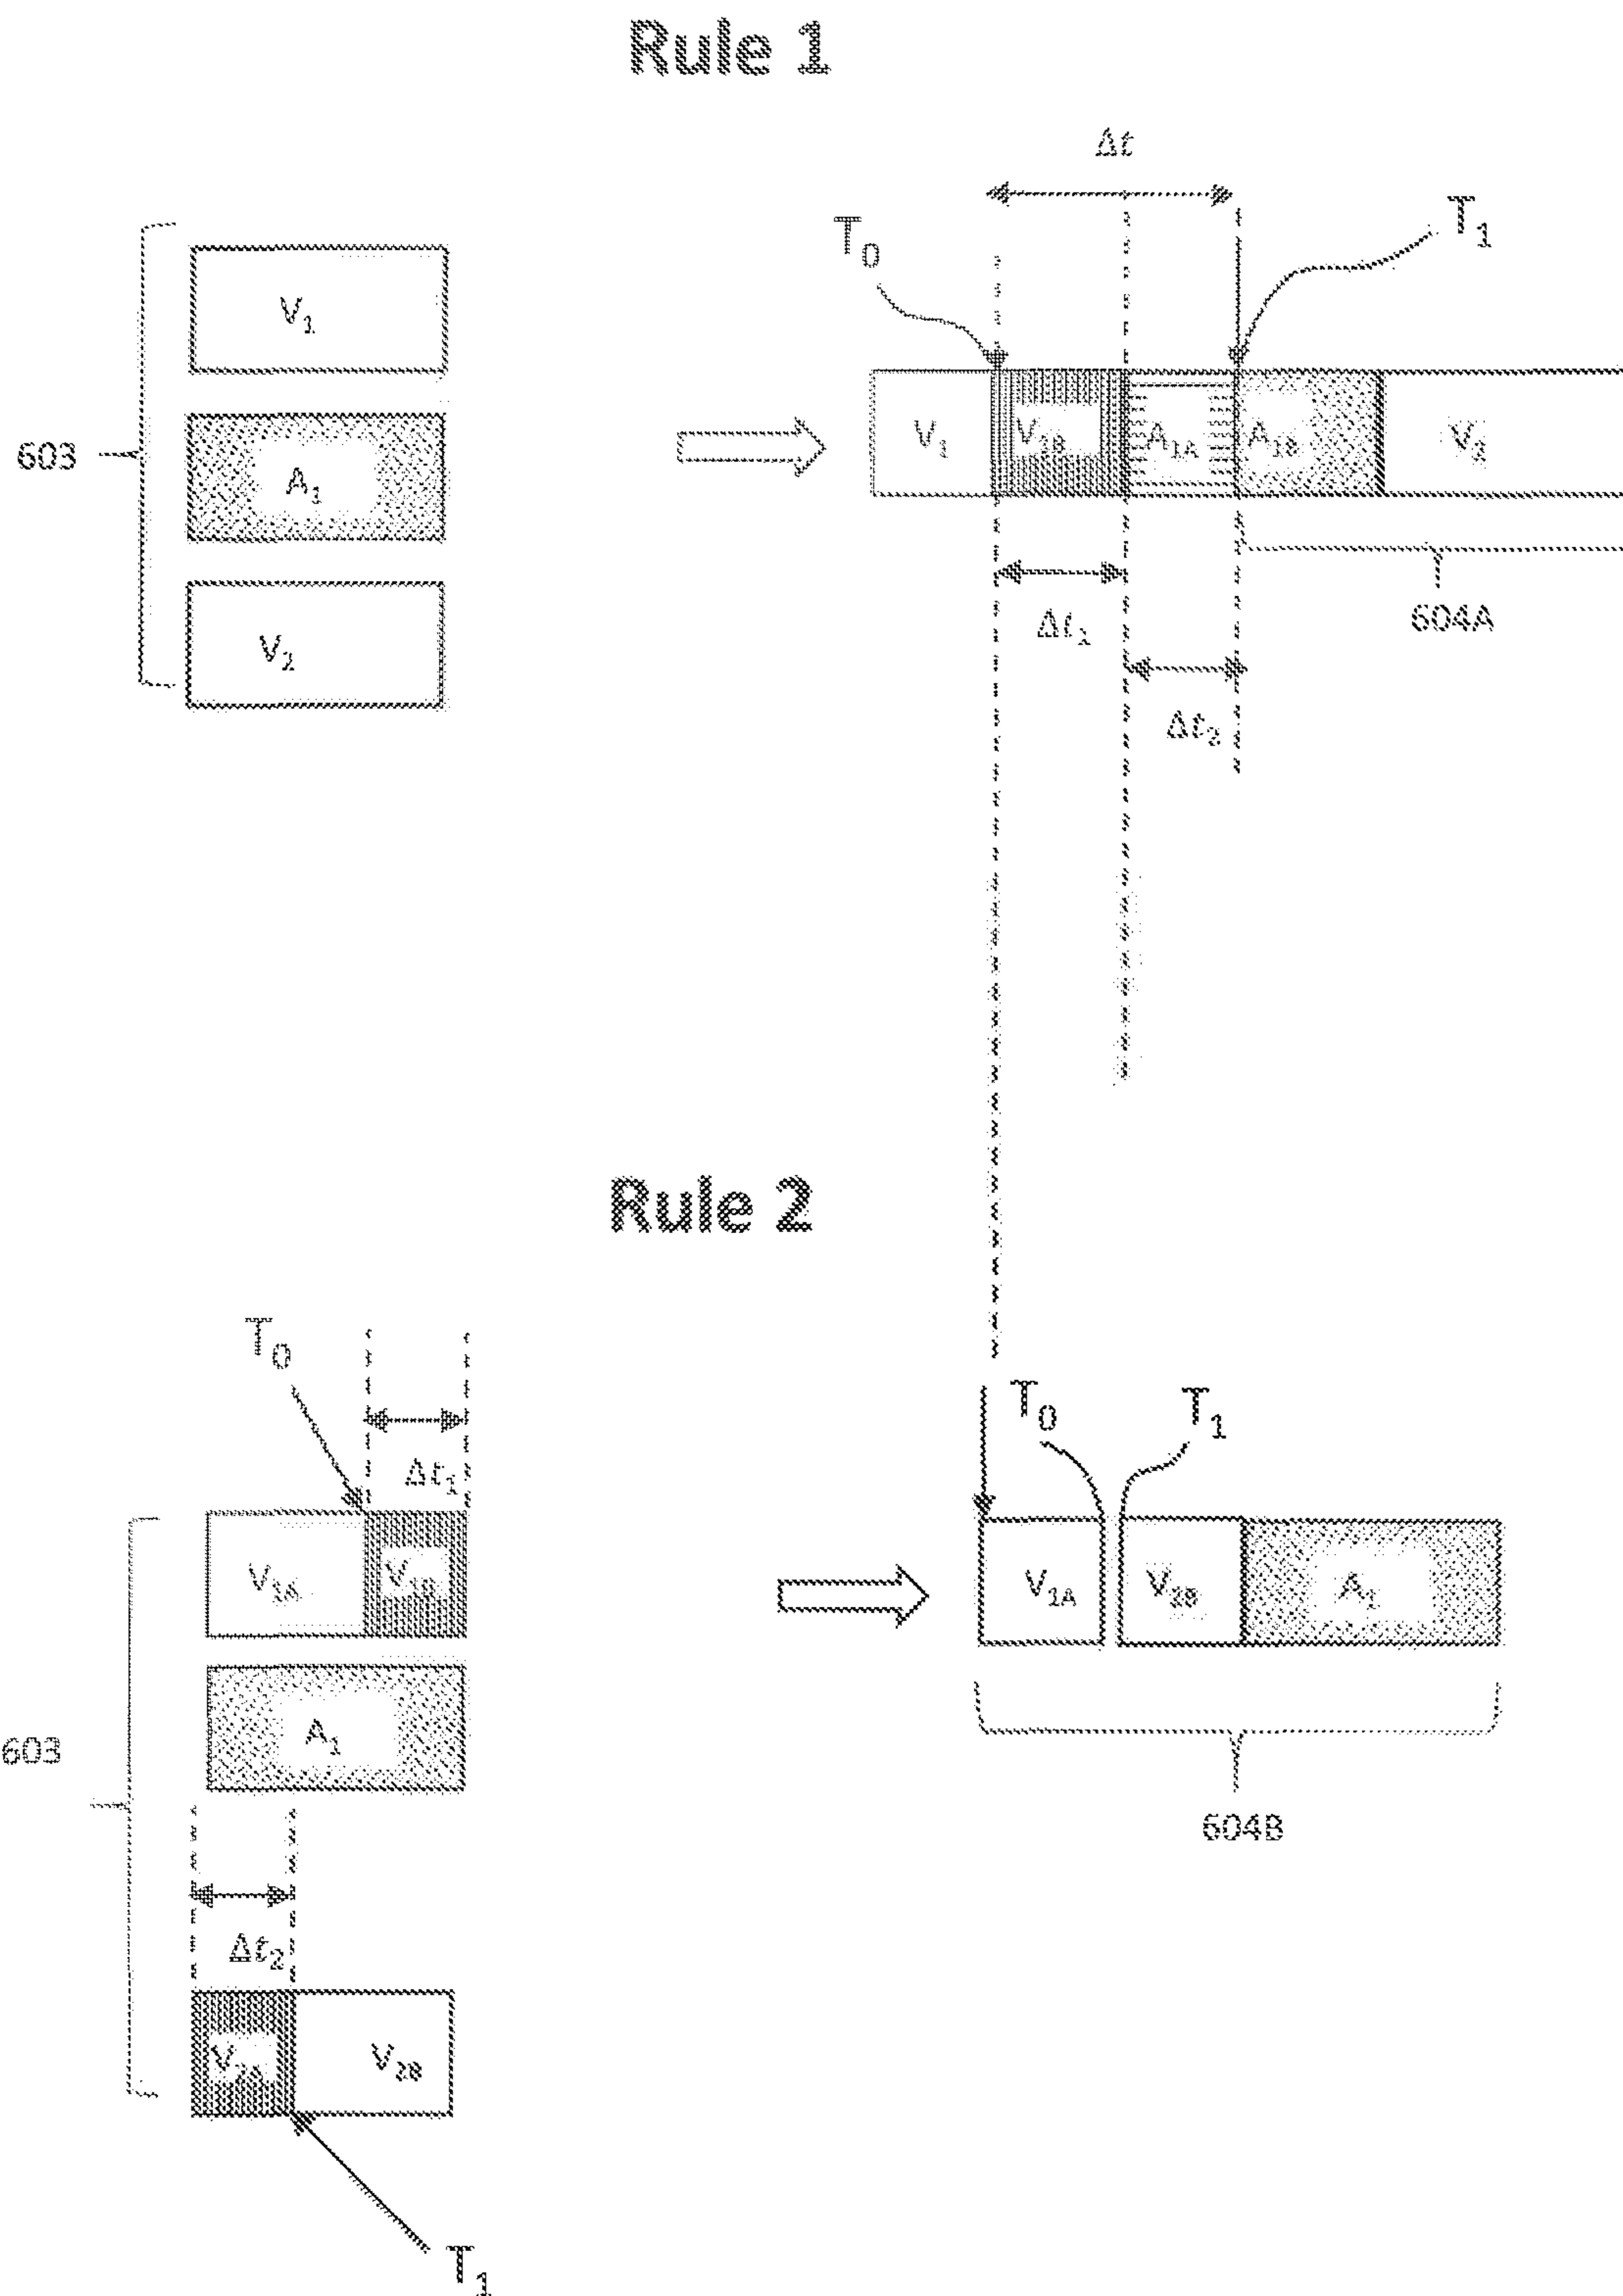 Rule 1
Δt
T₀
T₁
V₁
V₁ V₁B A₁A A₁B V₂
603
A₁
Δt₁
604A
V₂
Δt₂
Rule 2
T₀
T₀ T₁
Δt₁
V₁A V₁B
V₁A V₂B A₁
A₁
603
604B
Δt₂
V₂A V₂B
T₁